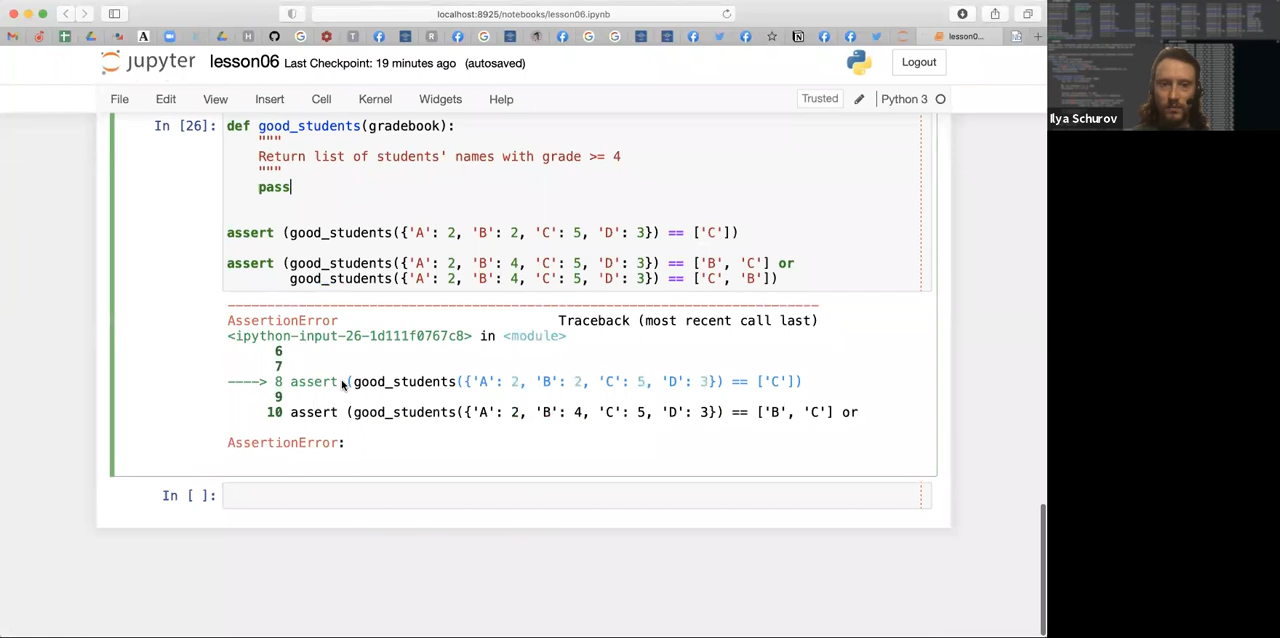 localhost:8925/notebooks/lesson06.ipynb
lesson0...
jupyter lesson06 Last Checkpoint: 19 minutes ago (autosaved)
Logout
File Edit View Insert Cell Kernel Widgets Help
Trusted
Python 3
In [26]: def good_students(gradebook):
"""
Return list of students' names with grade >= 4
"""
pass
assert (good_students({'A': 2, 'B': 2, 'C': 5, 'D': 3}) == ['C'])
assert (good_students({'A': 2, 'B': 4, 'C': 5, 'D': 3}) == ['B', 'C'] or
good_students({'A': 2, 'B': 4, 'C': 5, 'D': 3}) == ['C', 'B'])
AssertionError Traceback (most recent call last)
<ipython-input-26-1d111f0767c8> in <module>
6
7
----> 8 assert (good_students({'A': 2, 'B': 2, 'C': 5, 'D': 3}) == ['C'])
9
10 assert (good_students({'A': 2, 'B': 4, 'C': 5, 'D': 3}) == ['B', 'C'] or
AssertionError:
In [ ]:
Ilya Schurov